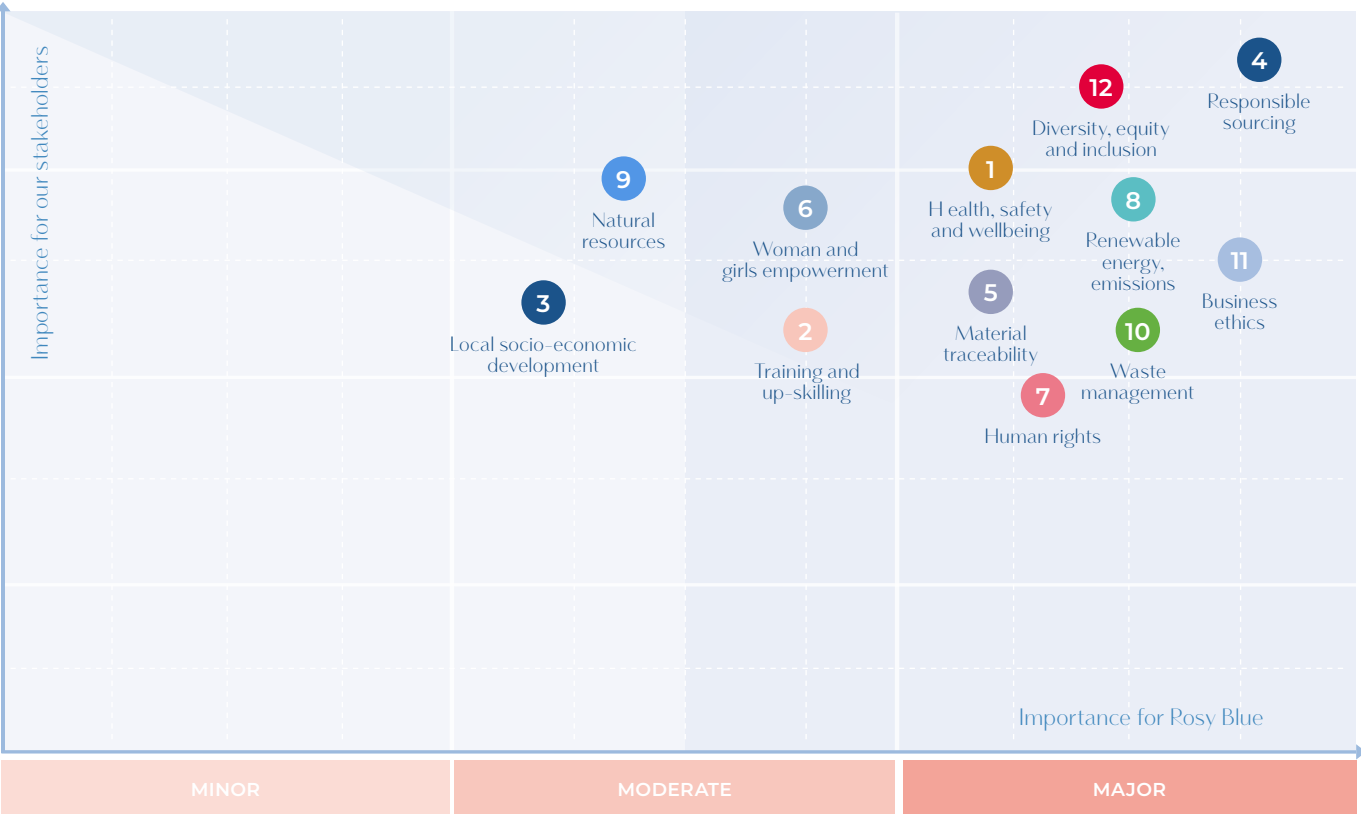 Importance for our stakeholders
4
Responsible
sourcing
12
Diversity, equity
and inclusion
1
H ealth, safety
and wellbeing
9
Natural
resources
8
Renewable
energy,
emissions
6
Woman and
girls empowerment
11
Business
ethics
5
Material
traceability
3
Local socio-economic
development
2
Training and
up-skilling
10
Waste
management
7
Human rights
Importance for Rosy Blue
MINOR
MODERATE
MAJOR